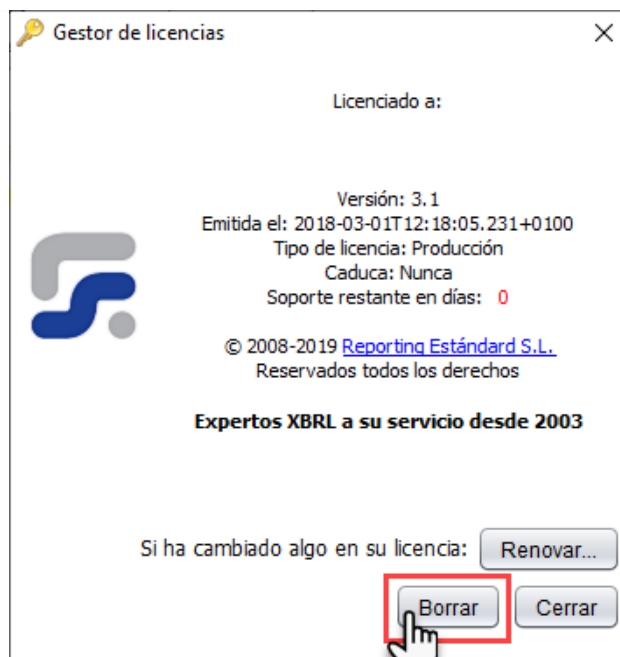 Gestor de licencias
Licenciado a:
Versión: 3.1
Emitida el: 2018-03-01T12:18:05.231+0100
Tipo de licencia: Producción
Caduca: Nunca
Soporte restante en días: 0
© 2008-2019 Reporting Estándard S.L.
Reservados todos los derechos
Expertos XBRL a su servicio desde 2003
Si ha cambiado algo en su licencia: Renovar...
Borrar Cerrar